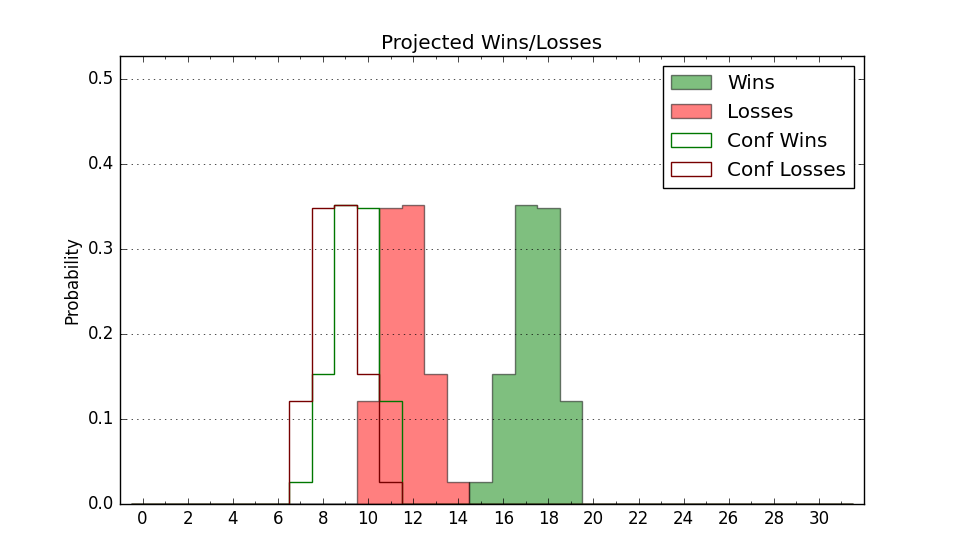 Projected Wins/Losses
Probability
0.5
0.4
0.3
0.2
0.1
0.0
Wins
Losses
Conf Wins
Conf Losses
0 2 4 6 8 10 12 14 16 18 20 22 24 26 28 30